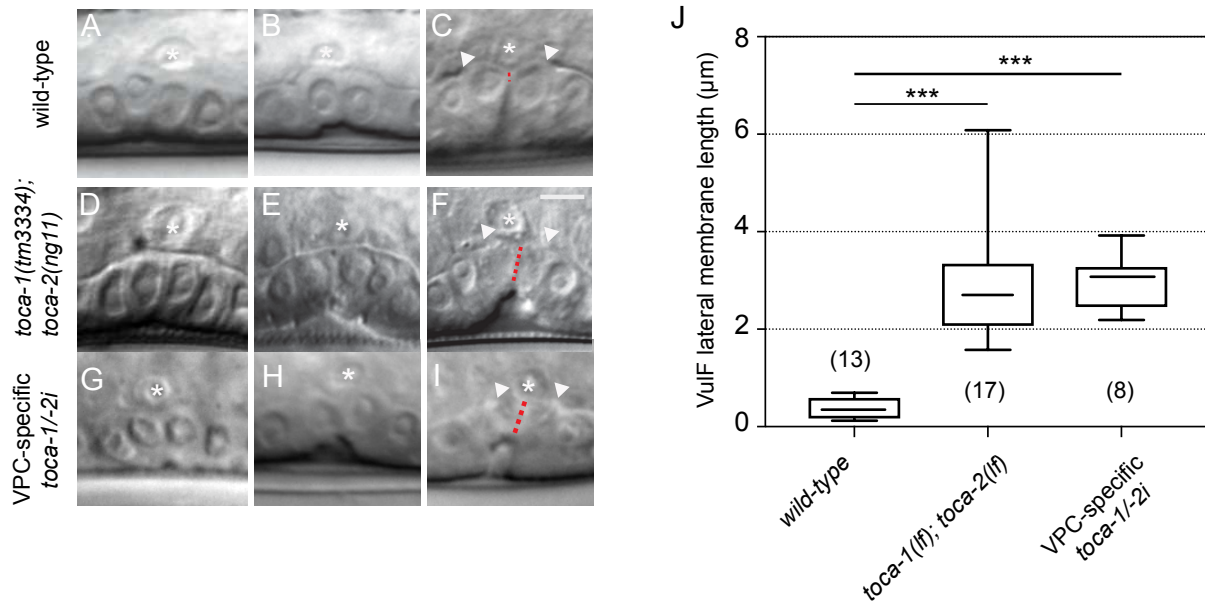 A
B
C
*
*
*
wild-type
D
E
F
*
*
*
toca-1(tm3334);
toca-2(ng11)
G
H
I
*
*
*
VPC-specific
toca-1/-2i
J
VulF lateral membrane length (µm)
8
6
4
2
0
***
***
(13)
(17)
(8)
wild-type
toca-1(lf); toca-2(lf)
VPC-specific
toca-1/-2i